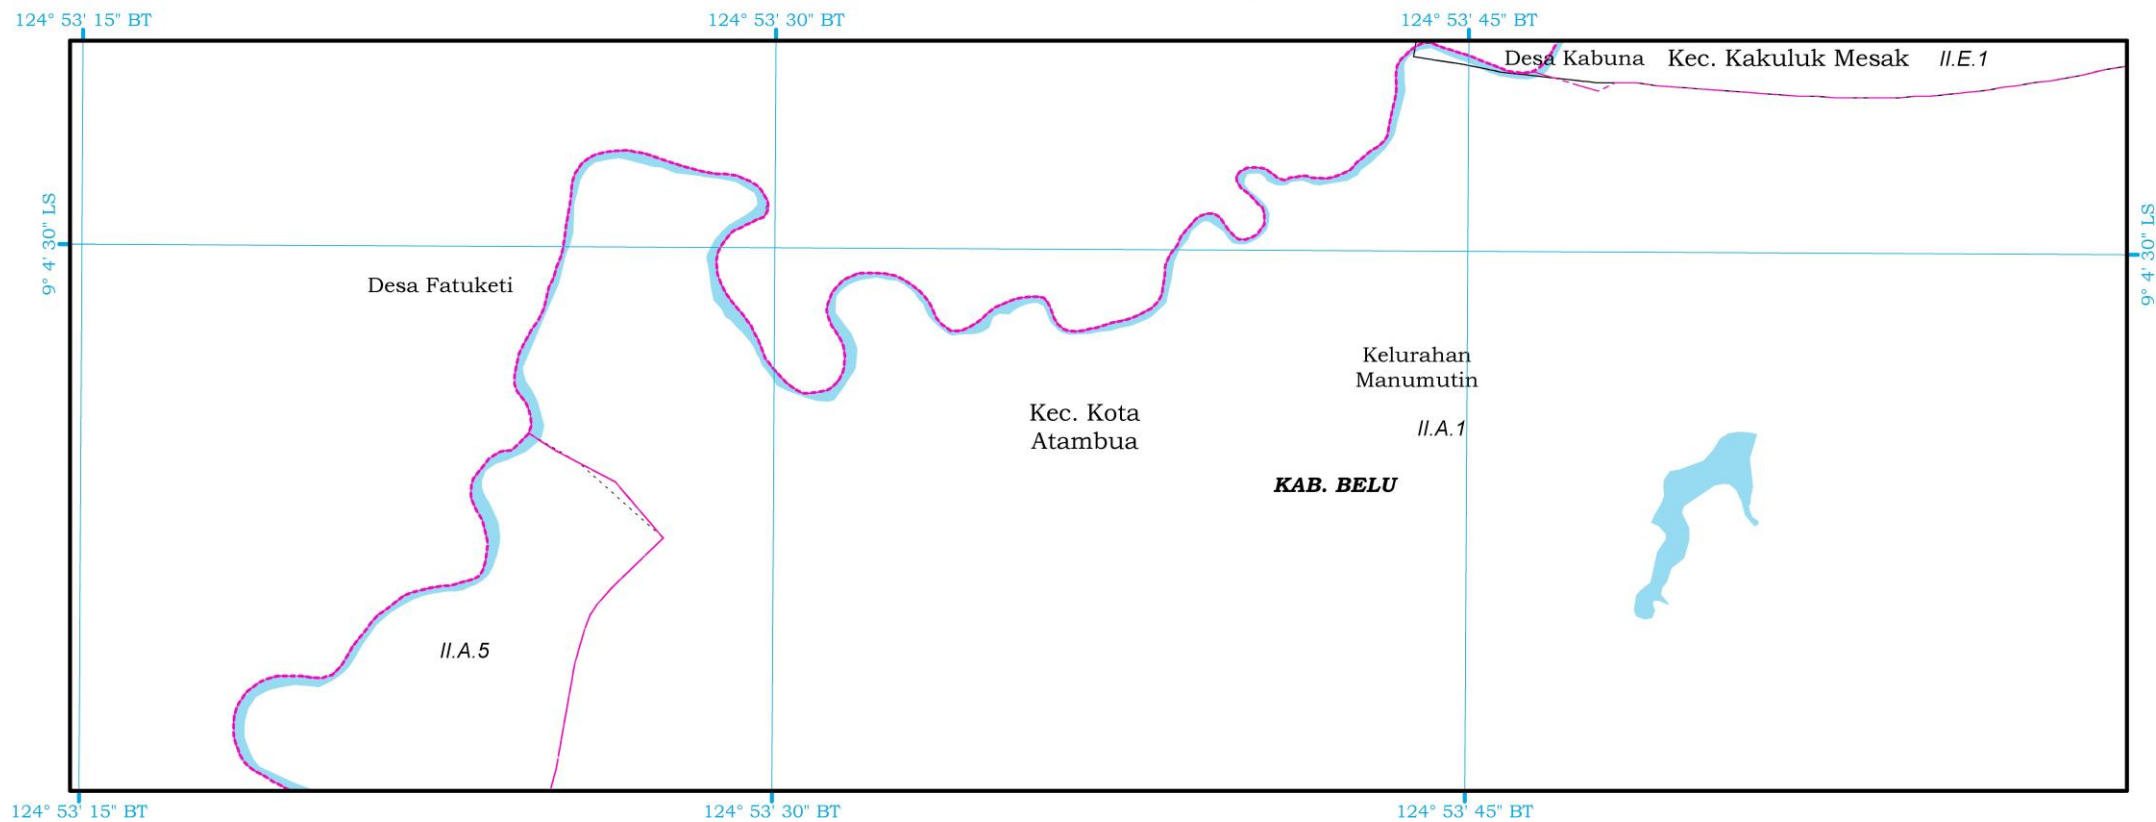 124° 53' 15" BT
124° 53' 30" BT
124° 53' 45" BT
Desa Kabuna
Kec. Kakuluk Mesak
II.E.1
9° 4' 30" LS
9° 4' 30" LS
Desa Fatuketi
Kelurahan
Manumutin
Kec. Kota
Atambua
II.A.1
KAB. BELU
II.A.5
124° 53' 15" BT
124° 53' 30" BT
124° 53' 45" BT